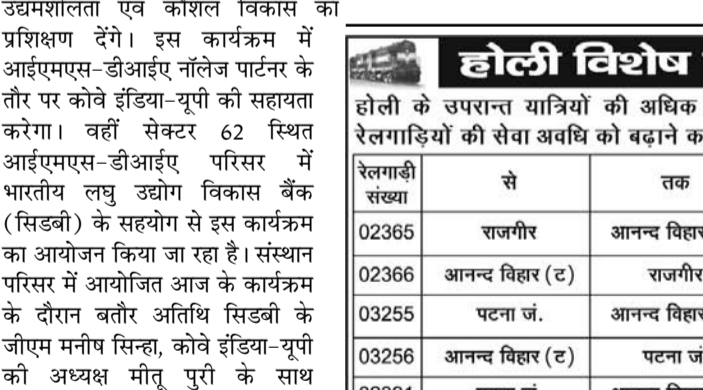 उद्यमशीलता एवं कौशल विकास का
प्रशिक्षण देंगे। इस कार्यक्रम में
आईएमएस-डीआईए नॉलेज पार्टनर के
तौर पर कोवे इंडिया-यूपी की सहायता
करेगा। वहीं सेक्टर 62 स्थित
आईएमएस-डीआईए परिसर में
भारतीय लघु उद्योग विकास बैंक
(सिडबी) के सहयोग से इस कार्यक्रम
का आयोजन किया जा रहा है। संस्थान
परिसर में आयोजित आज के कार्यक्रम
के दौरान बतौर अतिथि सिडबी के
जीएम मनीष सिन्हा, कोवे इंडिया-यूपी
की अध्यक्ष मीतू पुरी के साथ
होली विशेष
होली के उपरान्त यात्रियों की अधिक
रेलगाड़ियों की सेवा अवधि को बढ़ाने क
रेलगाड़ी संख्या से तक
02365 राजगीर आनन्द विहार
02366 आनन्द विहार (ट) राजगीर
03255 पटना जं. आनन्द विहार
03256 आनन्द विहार (ट) पटना जं